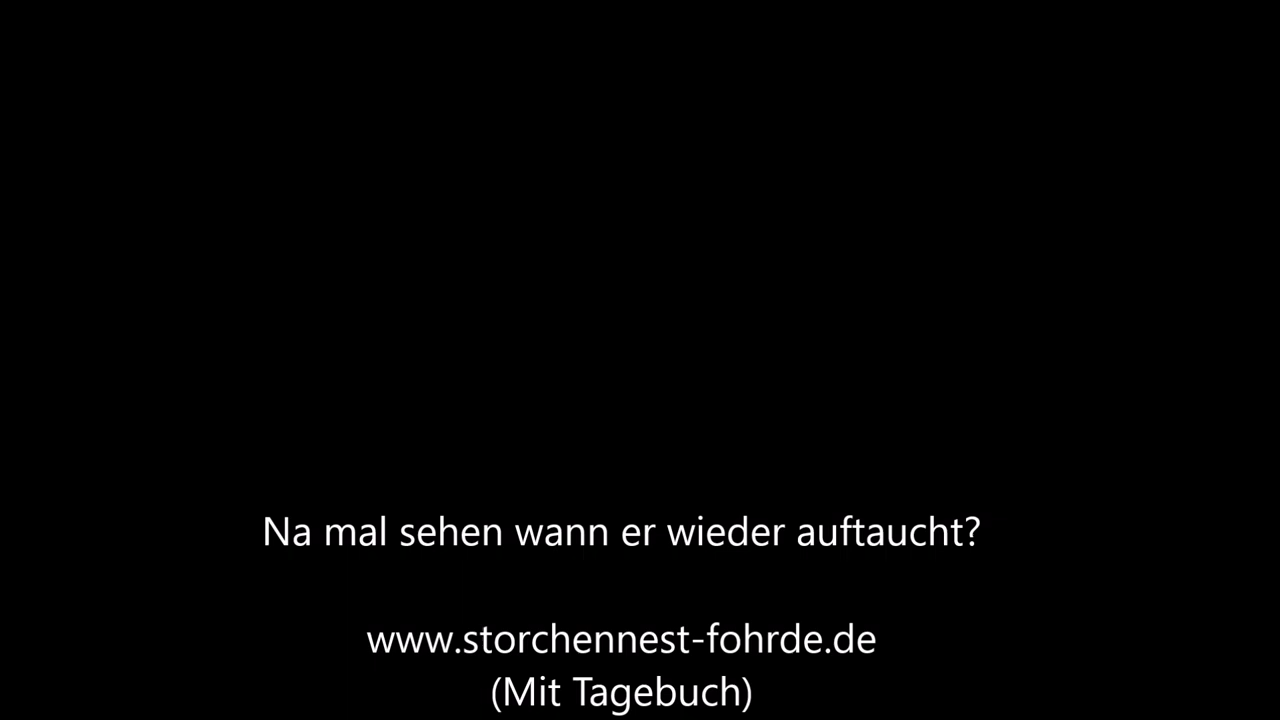 Na mal sehen wann er wieder auftaucht?
www.storchennest-fohrde.de
(Mit Tagebuch)